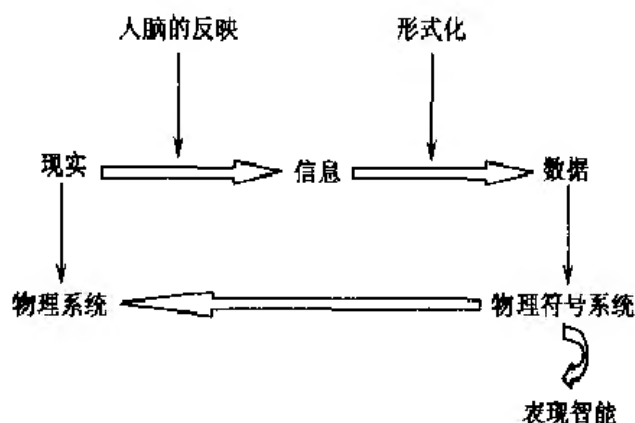 人脑的反映
形式化
现实
信息
数据
物理系统
物理符号系统
表现智能